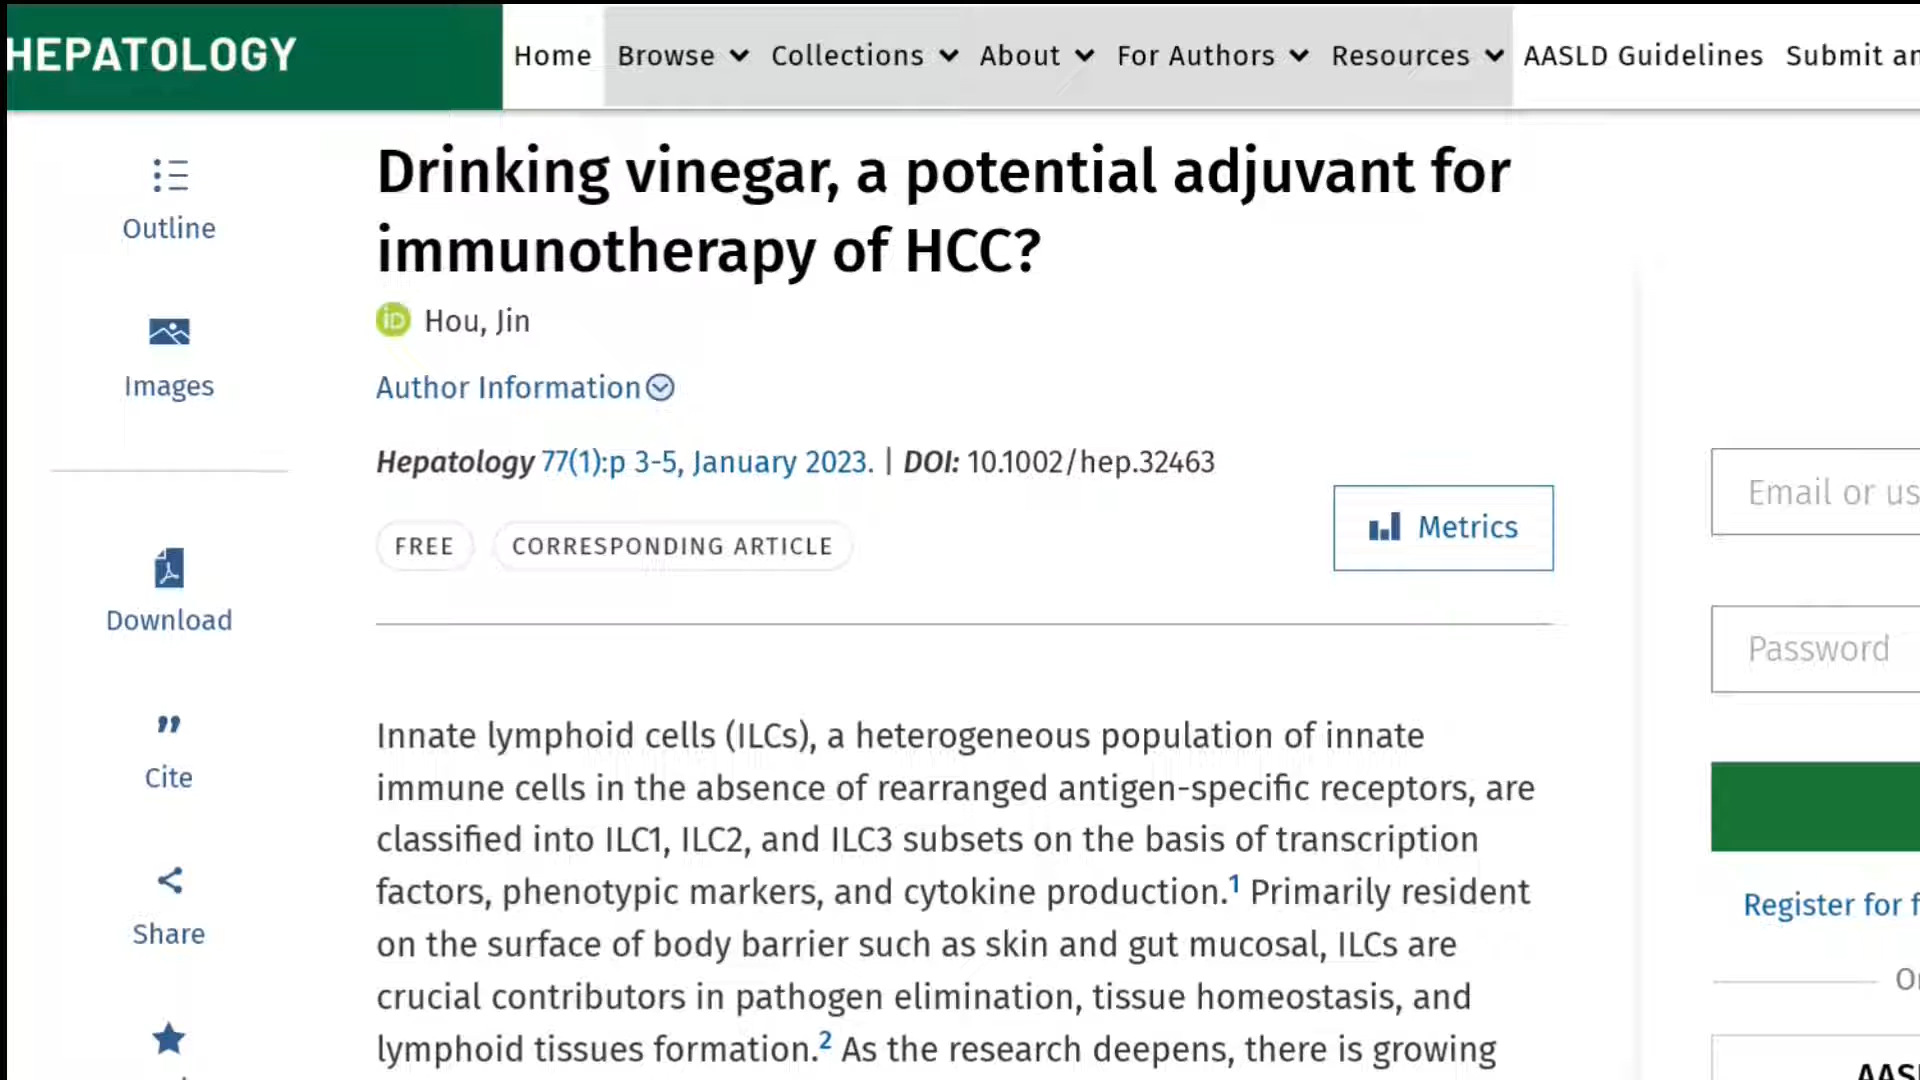 HEPATOLOGY
Home Browse Collections About For Authors Resources AASLD Guidelines Submit
Outline
Images
Download
Cite
Share
Drinking vinegar, a potential adjuvant for
immunotherapy of HCC?
iD Hou, Jin
Author Information
Hepatology 77(1):p 3-5, January 2023. | DOI: 10.1002/hep.32463
FREE CORRESPONDING ARTICLE
Metrics
Innate lymphoid cells (ILCs), a heterogeneous population of innate
immune cells in the absence of rearranged antigen-specific receptors, are
classified into ILC1, ILC2, and ILC3 subsets on the basis of transcription
factors, phenotypic markers, and cytokine production.1 Primarily resident
on the surface of body barrier such as skin and gut mucosal, ILCs are
crucial contributors in pathogen elimination, tissue homeostasis, and
lymphoid tissues formation.2 As the research deepens, there is growing
Email or
Password
Register for